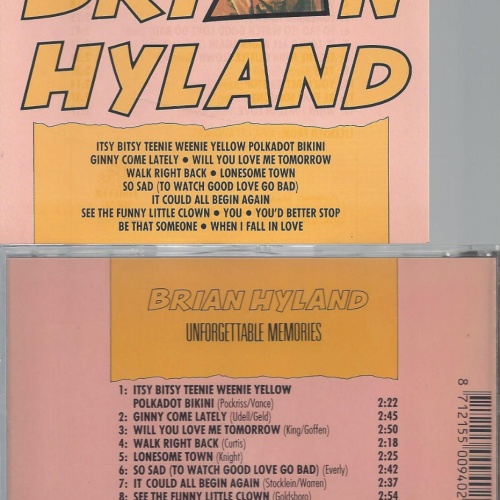 BRIAN
HYLAND
ITSY BITSY TEENIE WEENIE YELLOW POLKADOT BIKINI
GINNY COME LATELY • WILL YOU LOVE ME TOMORROW
WALK RIGHT BACK • LONESOME TOWN
SO SAD (TO WATCH GOOD LOVE GO BAD)
IT COULD ALL BEGIN AGAIN
SEE THE FUNNY LITTLE CLOWN • YOU • YOU'D BETTER STOP
BE THAT SOMEONE • WHEN I FALL IN LOVE
BRIAN HYLAND
UNFORGETTABLE MEMORIES
1: ITSY BITSY TEENIE WEENIE YELLOW
POLKADOT BIKINI (Pockriss/Vance) 2:22
2: GINNY COME LATELY (Udell/Geld) 2:45
3: WILL YOU LOVE ME TOMORROW (King/Goffen) 2:50
4: WALK RIGHT BACK (Curtis) 2:18
5: LONESOME TOWN (Knight) 2:25
6: SO SAD (TO WATCH GOOD LOVE GO BAD) (Everly) 2:42
7: IT COULD ALL BEGIN AGAIN (Stocklein/Warren) 2:37
8: SEE THE FUNNY LITTLE CLOWN (Goldsboro) 2:54
8 712155 009402